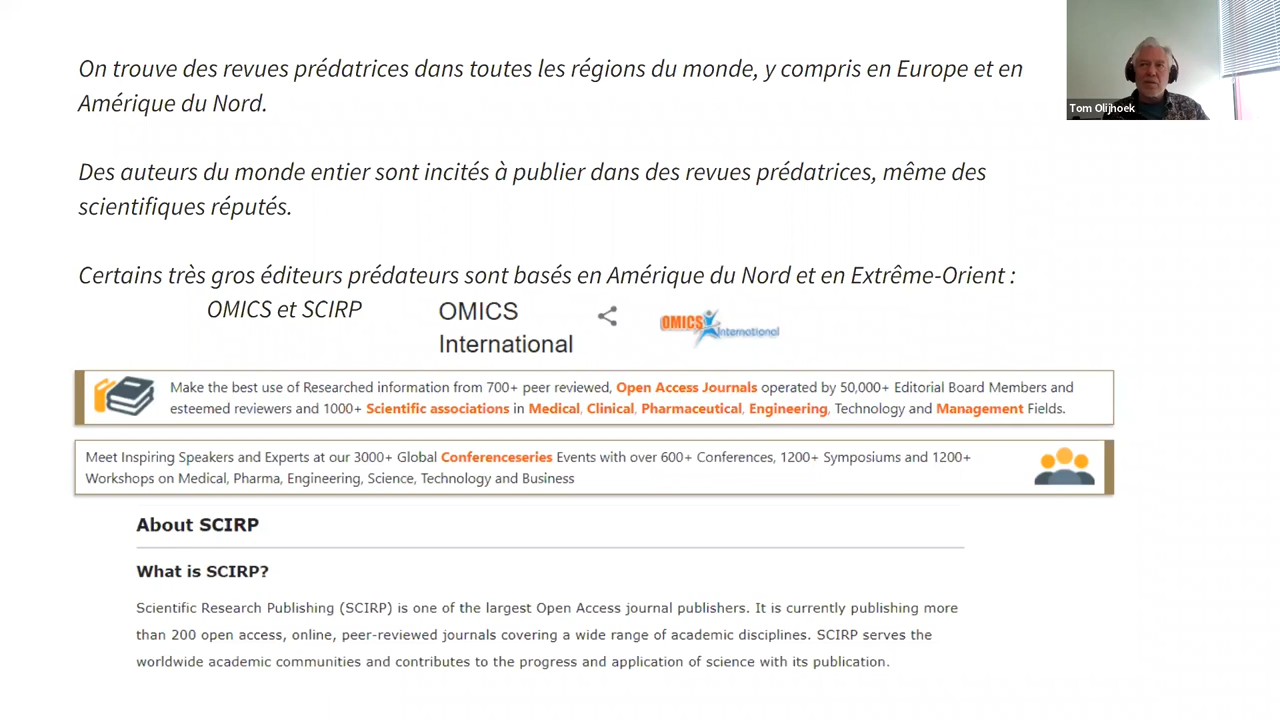 On trouve des revues prédatrices dans toutes les régions du monde, y compris en Europe et en
Amérique du Nord.
Tom Olijhoek
Des auteurs du monde entier sont incités à publier dans des revues prédatrices, même des
scientifiques réputés.
Certains très gros éditeurs prédateurs sont basés en Amérique du Nord et en Extrême-Orient :
OMICS et SCIRP
OMICS
International
OMICS International
Make the best use of Researched information from 700+ peer reviewed, Open Access Journals operated by 50,000+ Editorial Board Members and
esteemed reviewers and 1000+ Scientific associations in Medical, Clinical, Pharmaceutical, Engineering, Technology and Management Fields.
Meet Inspiring Speakers and Experts at our 3000+ Global Conferenceseries Events with over 600+ Conferences, 1200+ Symposiums and 1200+
Workshops on Medical, Pharma, Engineering, Science, Technology and Business
About SCIRP
What is SCIRP?
Scientific Research Publishing (SCIRP) is one of the largest Open Access journal publishers. It is currently publishing more
than 200 open access, online, peer-reviewed journals covering a wide range of academic disciplines. SCIRP serves the
worldwide academic communities and contributes to the progress and application of science with its publication.